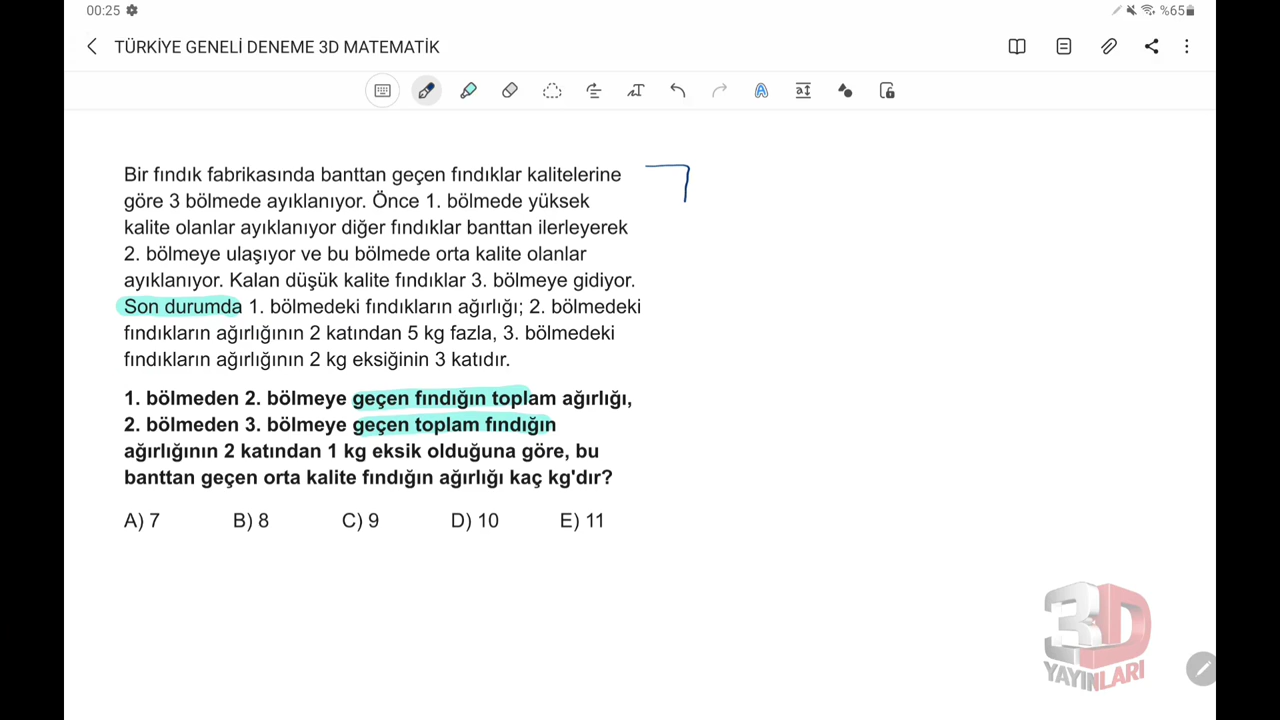 00:25
%65
TÜRKİYE GENELİ DENEME 3D MATEMATİK
Bir fındık fabrikasında banttan geçen fındıklar kalitelerine
göre 3 bölmede ayıklanıyor. Önce 1. bölmede yüksek
kalite olanlar ayıklanıyor diğer fındıklar banttan ilerleyerek
2. bölmeye ulaşıyor ve bu bölmede orta kalite olanlar
ayıklanıyor. Kalan düşük kalite fındıklar 3. bölmeye gidiyor.
Son durumda 1. bölmedeki fındıkların ağırlığı; 2. bölmedeki
fındıkların ağırlığının 2 katından 5 kg fazla, 3. bölmedeki
fındıkların ağırlığının 2 kg eksiğinin 3 katıdır.
1. bölmeden 2. bölmeye geçen fındığın toplam ağırlığı,
2. bölmeden 3. bölmeye geçen toplam fındığın
ağırlığının 2 katından 1 kg eksik olduğuna göre, bu
banttan geçen orta kalite fındığın ağırlığı kaç kg'dır?
A) 7 B) 8 C) 9 D) 10 E) 11
3D
YAYINLARI